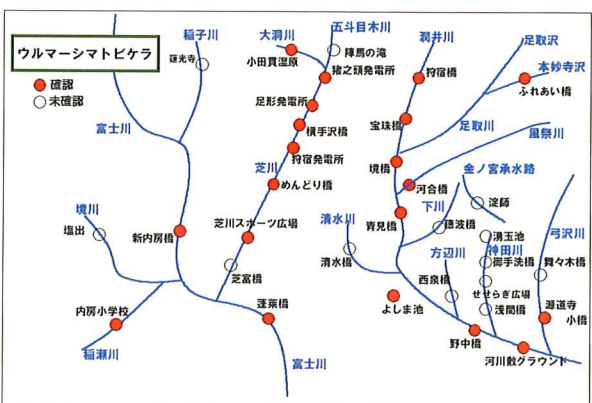 ウルマーシマトビケラ
確認
未確認
稲子川
蓮光寺
富士川
大洞川
小田貫湿原
五斗目木川
陣馬の滝
猪之頭発電所
足形発電所
横手沢橋
狩宿発電所
芝川
めんどり橋
芝川スポーツ広場
芝富橋
蓬莱橋
境川
塩出
新内房橋
内房小学校
稲瀬川
富士川
潤井川
狩宿橋
宝珠橋
境橋
河合橋
青見橋
足取沢
本妙寺沢
ふれあい橋
足取川
風祭川
金ノ宮承水路
淀師
下川
穂波橋
清水川
清水橋
よしま池
方辺川
西泉橋
湧玉池
神田川
御手洗橋
せせらぎ広場
浅間橋
野中橋
弓沢川
舞々木橋
源道寺
小橋
河川敷グラウンド